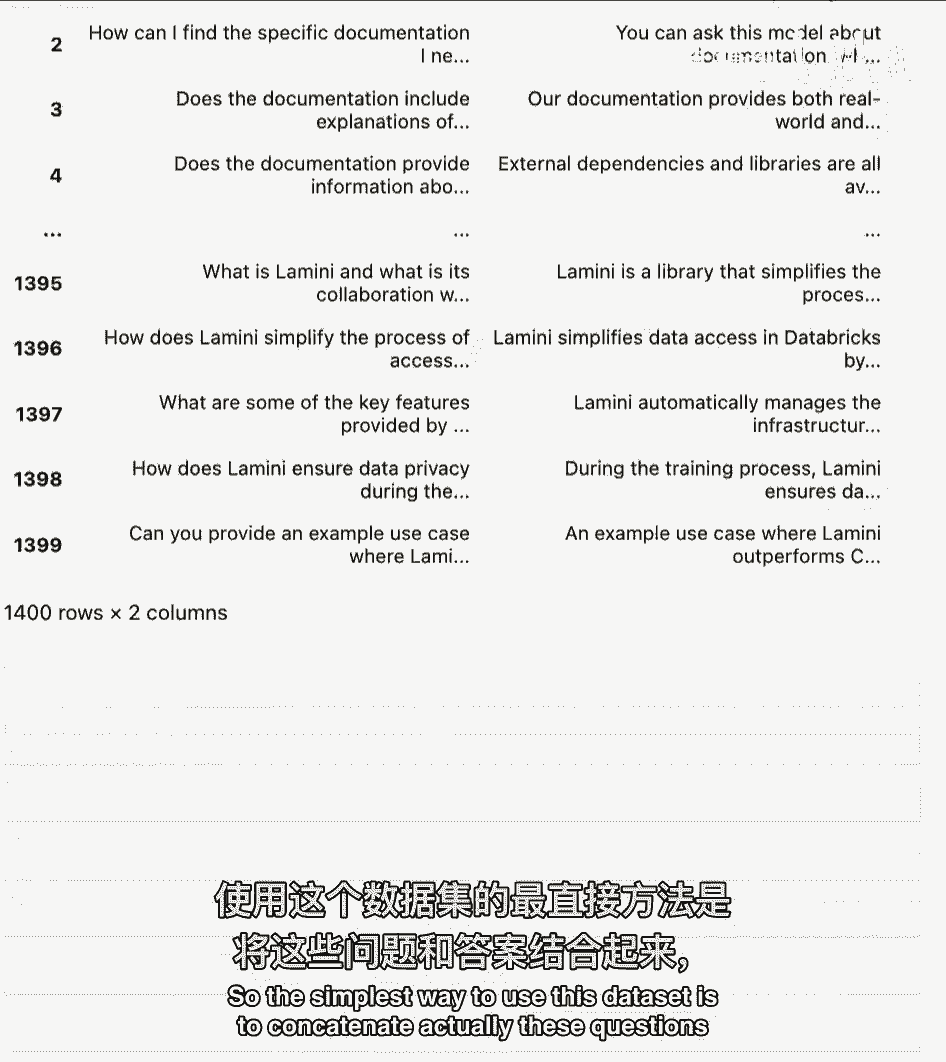 2 How can I find the specific documentation You can ask this model about
I ne... documentation
3 Does the documentation include Our documentation provides both real-
explanations of... world and...
4 Does the documentation provide External dependencies and libraries are all
information abo... av...
... ... ...
1395 What is Lamini and what is its Lamini is a library that simplifies the
collaboration w... proces...
1396 How does Lamini simplify the process of Lamini simplifies data access in Databricks
access... by...
1397 What are some of the key features Lamini automatically manages the
provided by ... infrastructur...
1398 How does Lamini ensure data privacy During the training process, Lamini
during the... ensures da...
1399 Can you provide an example use case An example use case where Lamini
where Lami... outperforms C...
1400 rows × 2 columns
使用这个数据集的最直接方法是
将这些问题和答案结合起来，
So the simplest way to use this dataset is
to concatenate actually these questions